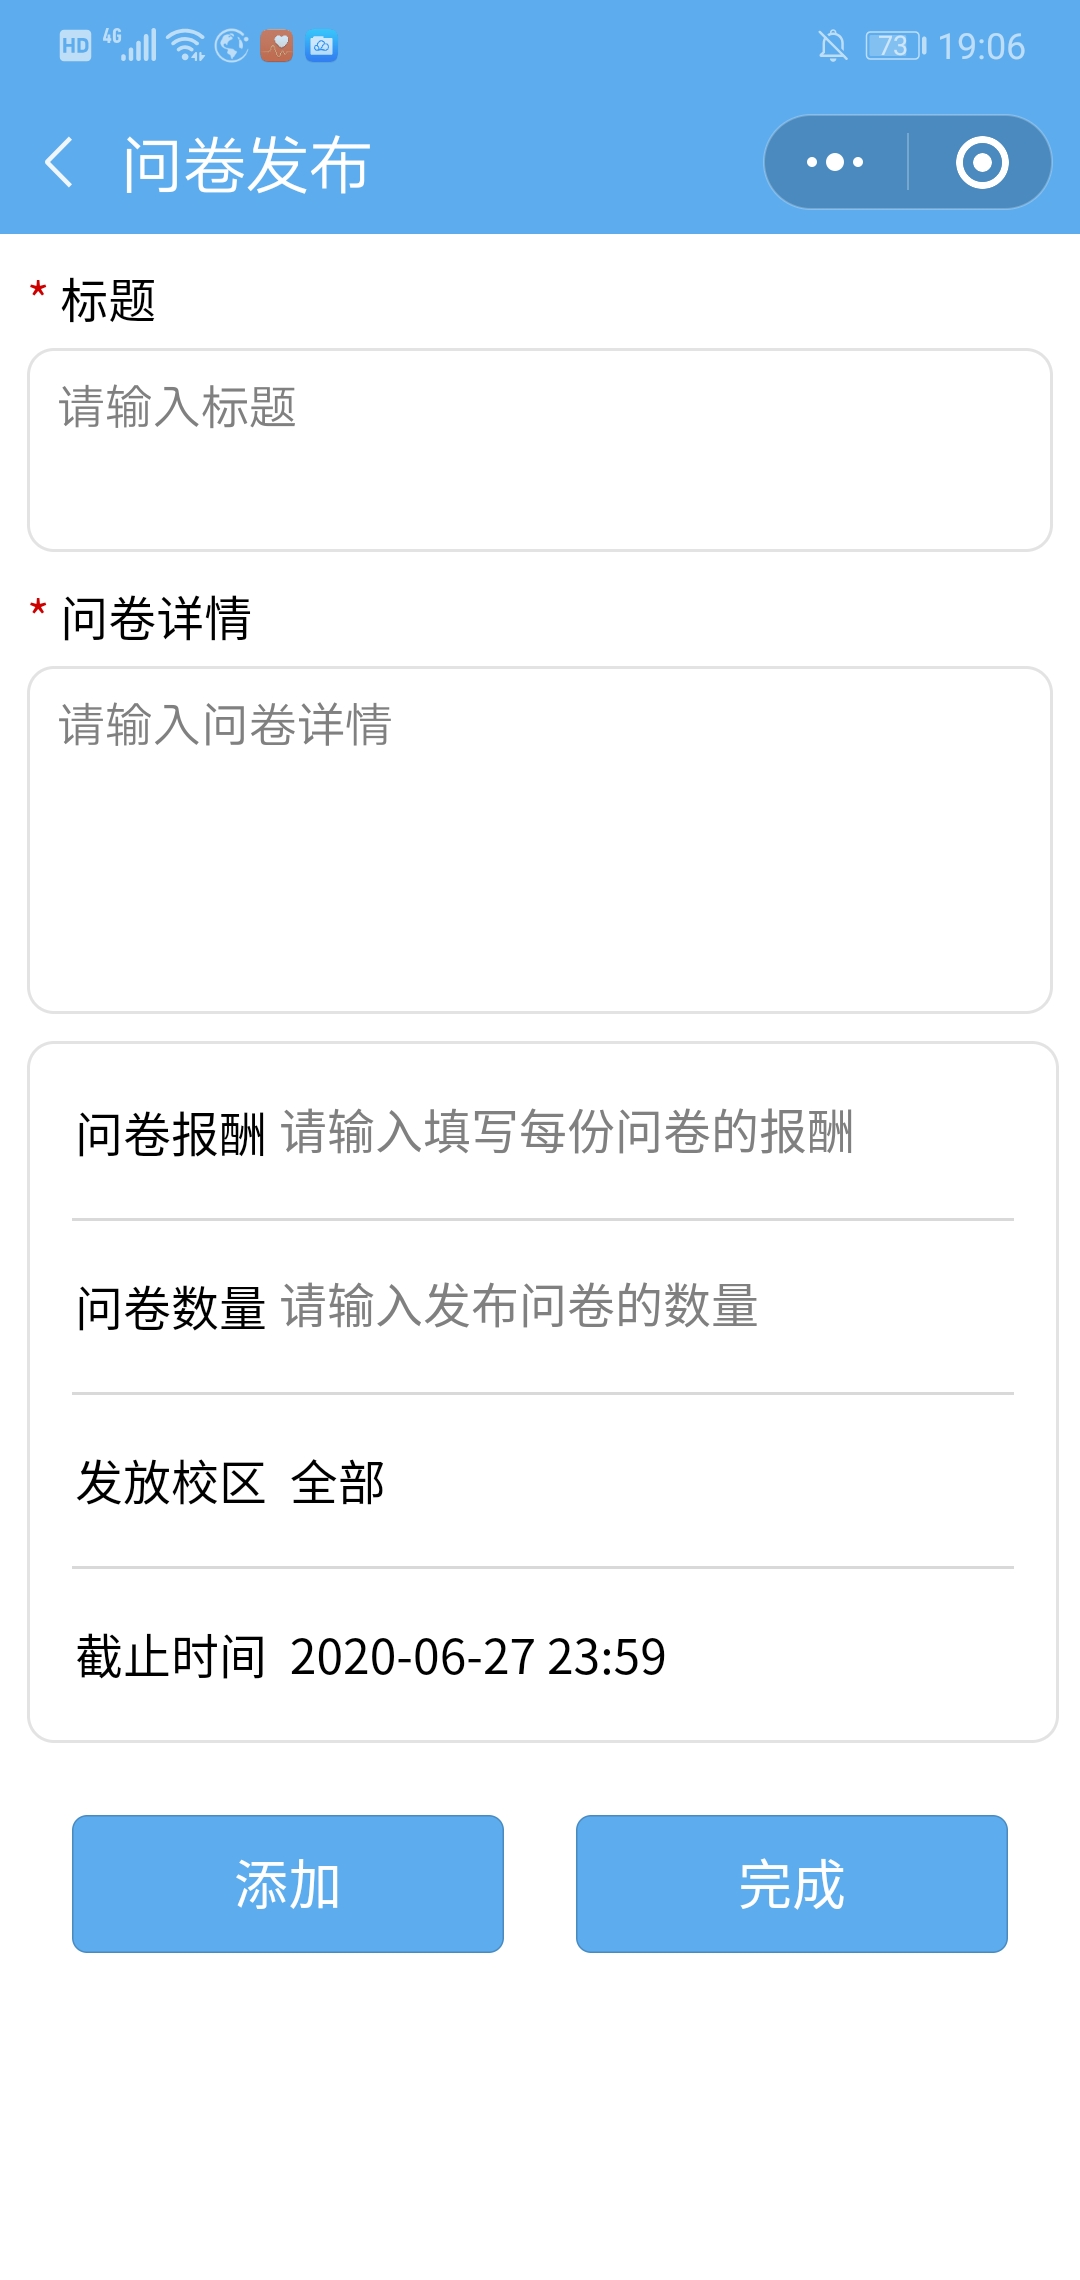 HD 4G 73 19:06
问卷发布
* 标题
请输入标题
* 问卷详情
请输入问卷详情
问卷报酬 请输入填写每份问卷的报酬
问卷数量 请输入发布问卷的数量
发放校区 全部
截止时间 2020-06-27 23:59
添加 完成